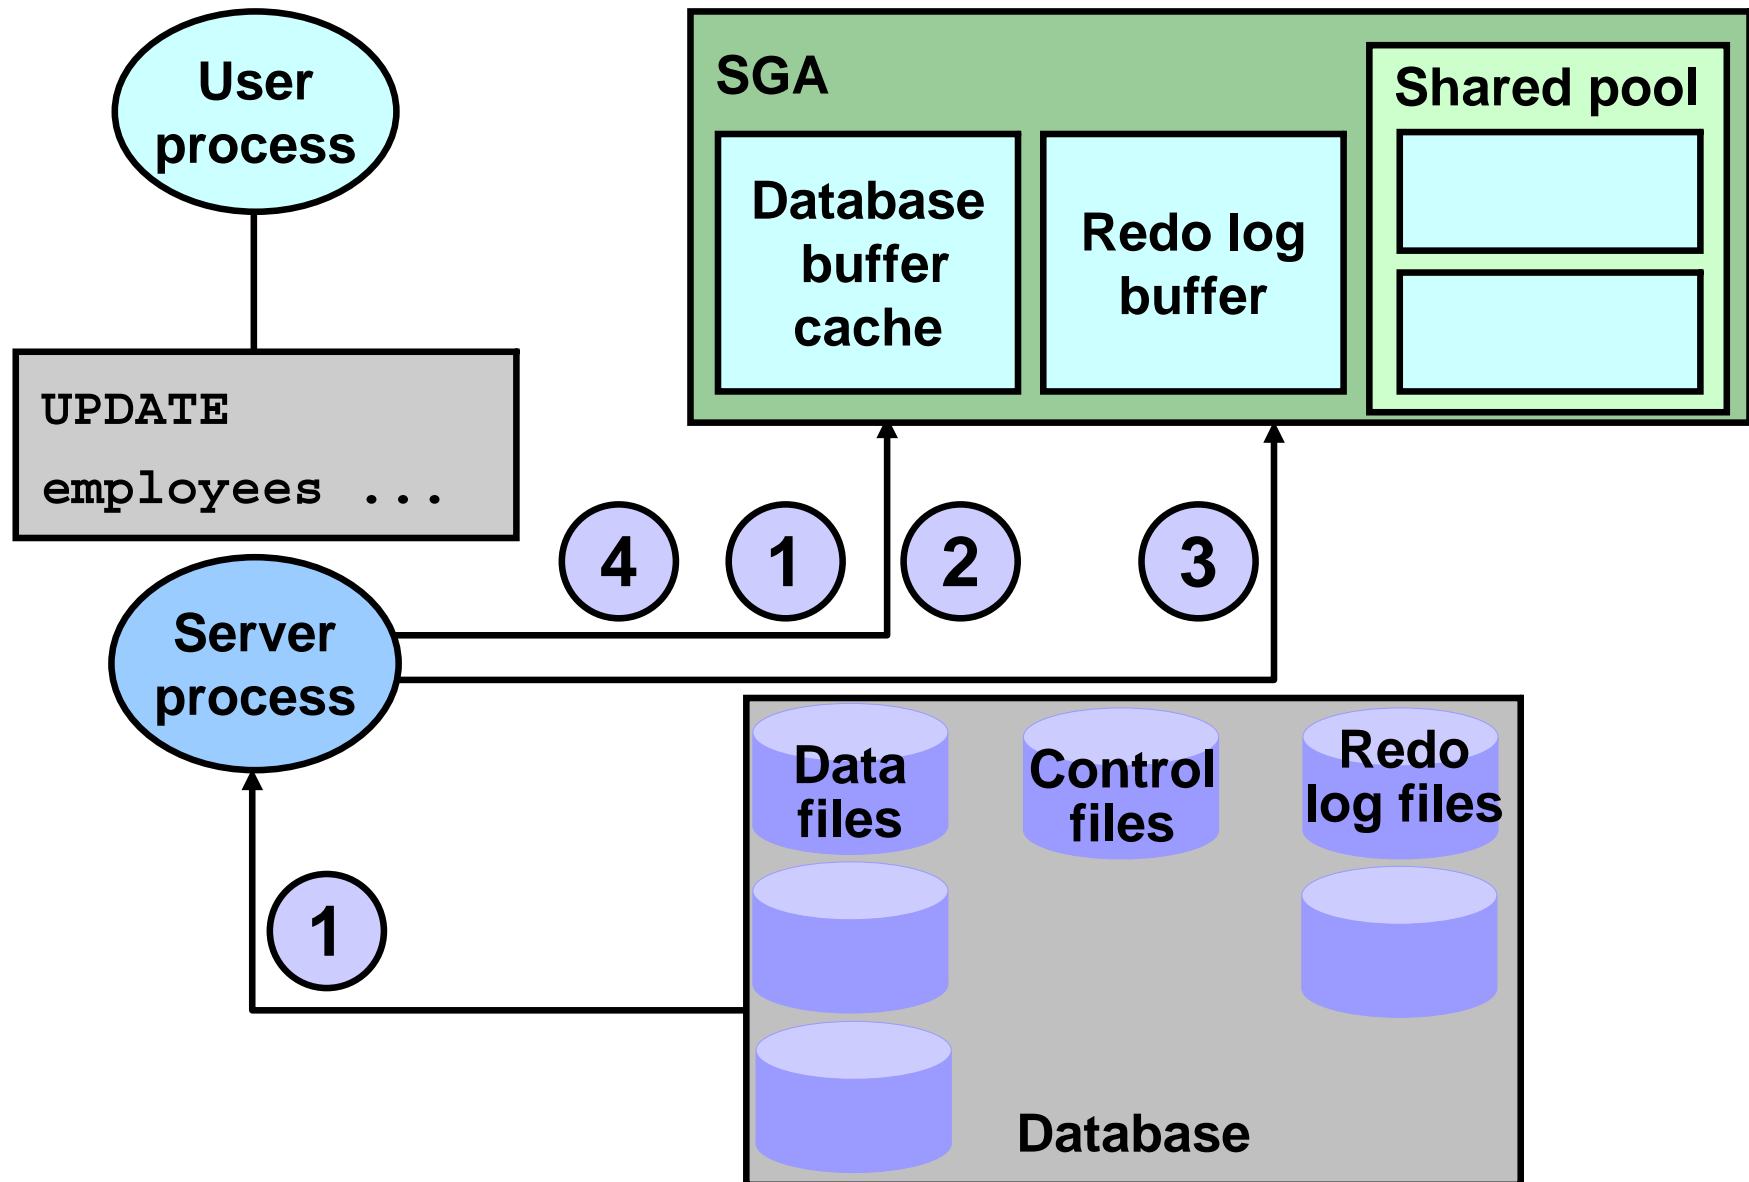 User
process
UPDATE
employees ...
SGA
Database
buffer
cache
Redo log
buffer
Shared pool
4
1
2
3
Server
process
1
Data
files
Control
files
Redo
log files
Database